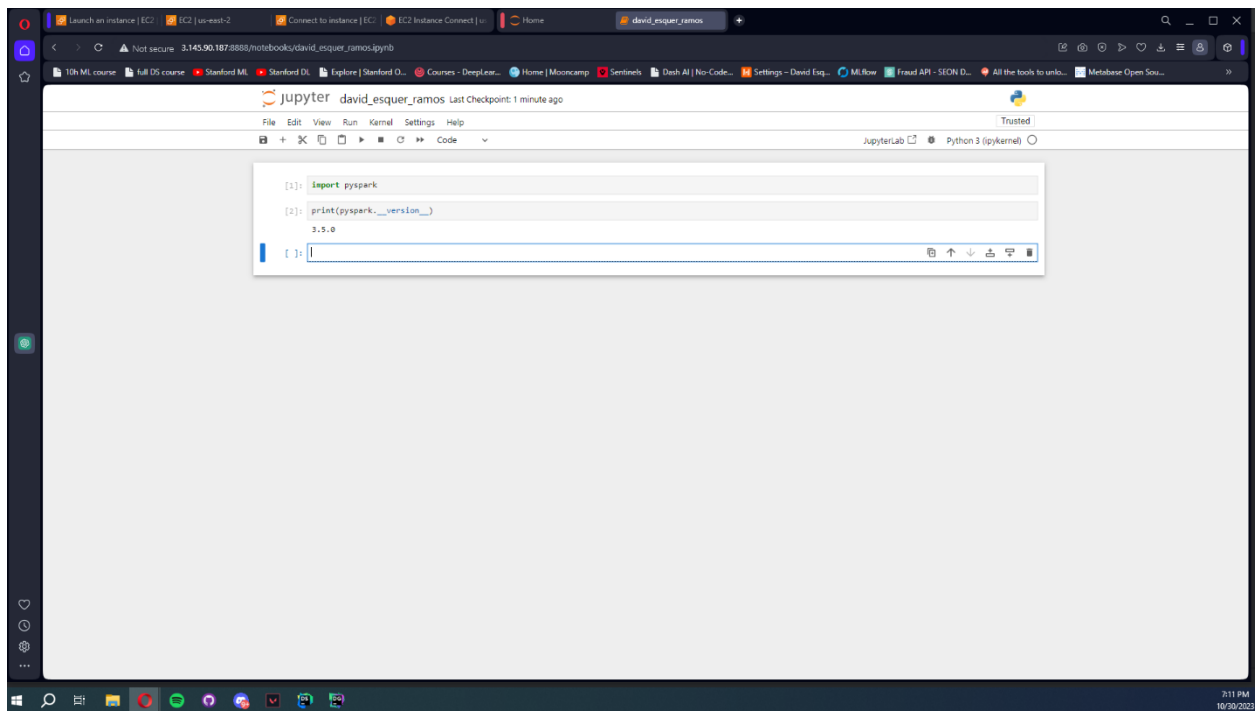 Launch an instance | EC2
EC2 | us-east-2
Connect to instance | EC2
EC2 Instance Connect | us
Home
david_esquer_ramos
Not secure 3.145.90.187:8888/notebooks/david_esquer_ramos.ipynb
10h ML course
full DS course
Stanford ML
Stanford DL
Explore | Stanford O...
Courses - DeepLear...
Home | Mooncamp
Sentinels
Dash AI | No-Code...
Settings – David Esq...
MLflow
Fraud API - SEON D...
All the tools to unlo...
Metabase Open Sou...
jupyter david_esquer_ramos Last Checkpoint: 1 minute ago
File Edit View Run Kernel Settings Help
Trusted
Code
JupyterLab
Python 3 (ipykernel)
[1]: import pyspark
[2]: print(pyspark.__version__)
3.5.0
[ ]:
7:11 PM
10/30/2023